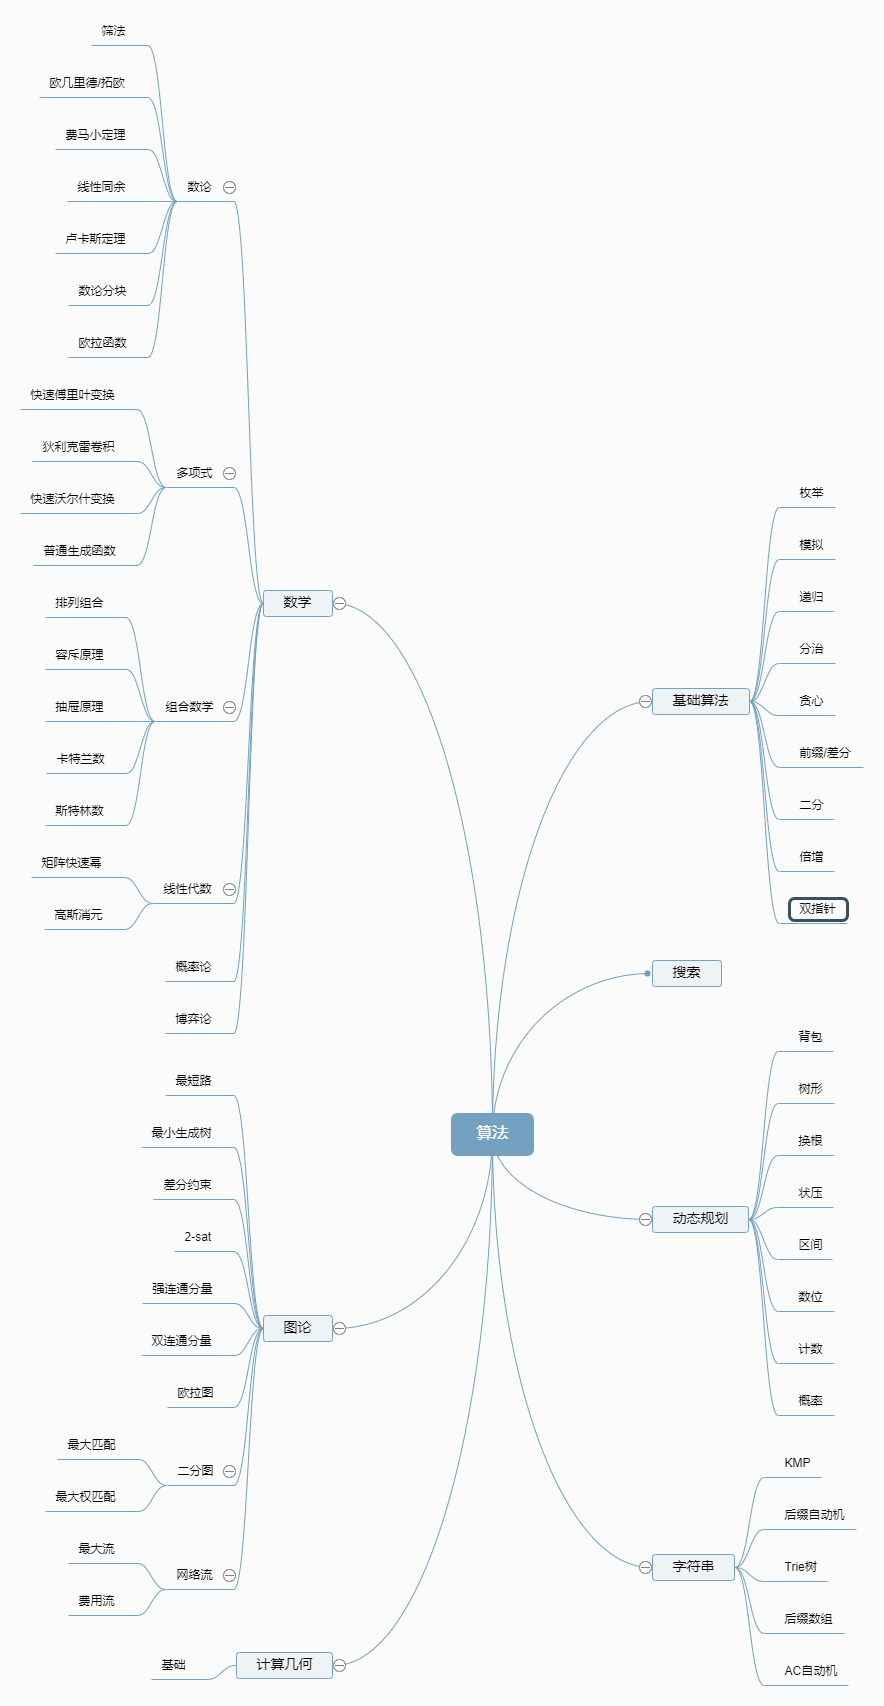 算法
基础算法
枚举
模拟
递归
分治
贪心
前缀/差分
二分
倍增
双指针
搜索
动态规划
背包
树形
换根
状压
区间
数位
计数
概率
字符串
KMP
后缀自动机
Trie树
后缀数组
AC自动机
数学
数论
筛法
欧几里德/拓欧
费马小定理
线性同余
卢卡斯定理
数论分块
欧拉函数
多项式
快速傅里叶变换
狄利克雷卷积
快速沃尔什变换
普通生成函数
组合数学
排列组合
容斥原理
抽屉原理
卡特兰数
斯特林数
线性代数
矩阵快速幂
高斯消元
概率论
博弈论
图论
最短路
最小生成树
差分约束
2-sat
强连通分量
双连通分量
欧拉图
二分图
最大匹配
最大权匹配
网络流
最大流
费用流
计算几何
基础